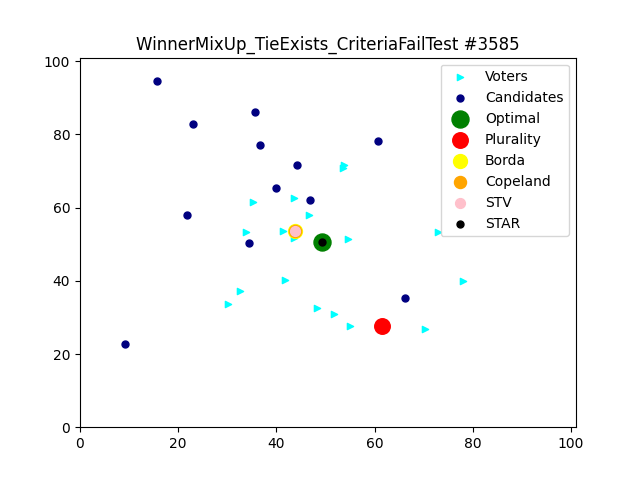 WinnerMixUp_TieExists_CriteriaFailTest #3585
100
80
60
40
20
0
0
20
40
60
80
100
Voters
Candidates
Optimal
Plurality
Borda
Copeland
STV
STAR